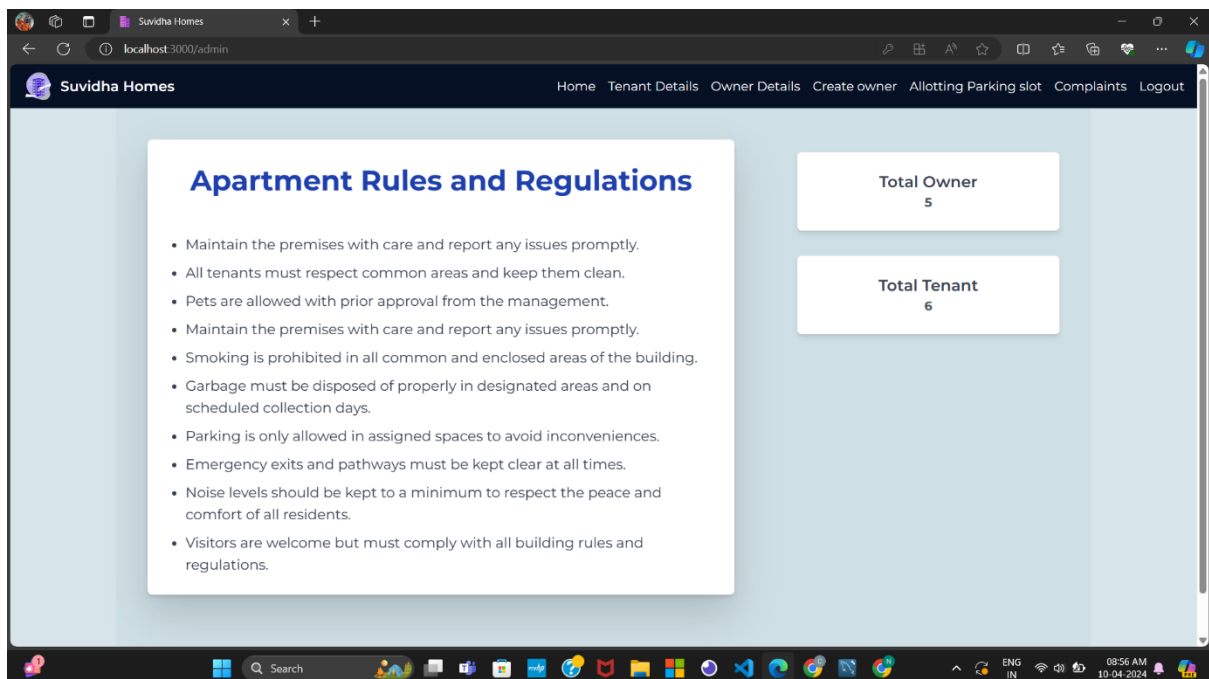 Suvidha Homes
localhost:3000/admin
Suvidha Homes
Home Tenant Details Owner Details Create owner Allotting Parking slot Complaints Logout
Apartment Rules and Regulations
• Maintain the premises with care and report any issues promptly.
• All tenants must respect common areas and keep them clean.
• Pets are allowed with prior approval from the management.
• Maintain the premises with care and report any issues promptly.
• Smoking is prohibited in all common and enclosed areas of the building.
• Garbage must be disposed of properly in designated areas and on
scheduled collection days.
• Parking is only allowed in assigned spaces to avoid inconveniences.
• Emergency exits and pathways must be kept clear at all times.
• Noise levels should be kept to a minimum to respect the peace and
comfort of all residents.
• Visitors are welcome but must comply with all building rules and
regulations.
Total Owner
5
Total Tenant
6
1
Search
ENG
IN
08:56 AM
10-04-2024